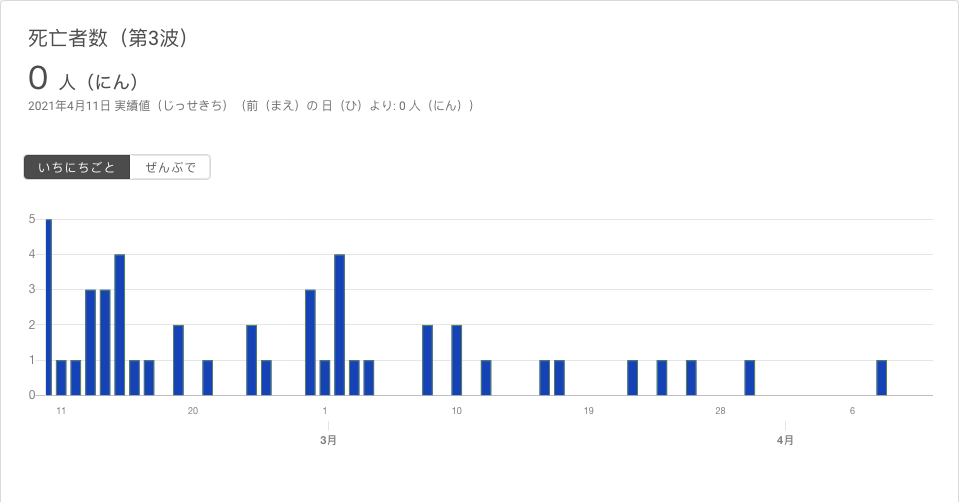 死亡者数（第3波）
0 人（にん）
2021年4月11日 実績値（じっせきち）（前（まえ）の 日（ひ）より: 0 人（にん））
いちにちごと ぜんぶで
5
4
3
2
1
0
11 20 1 10 19 28 6
3月 4月